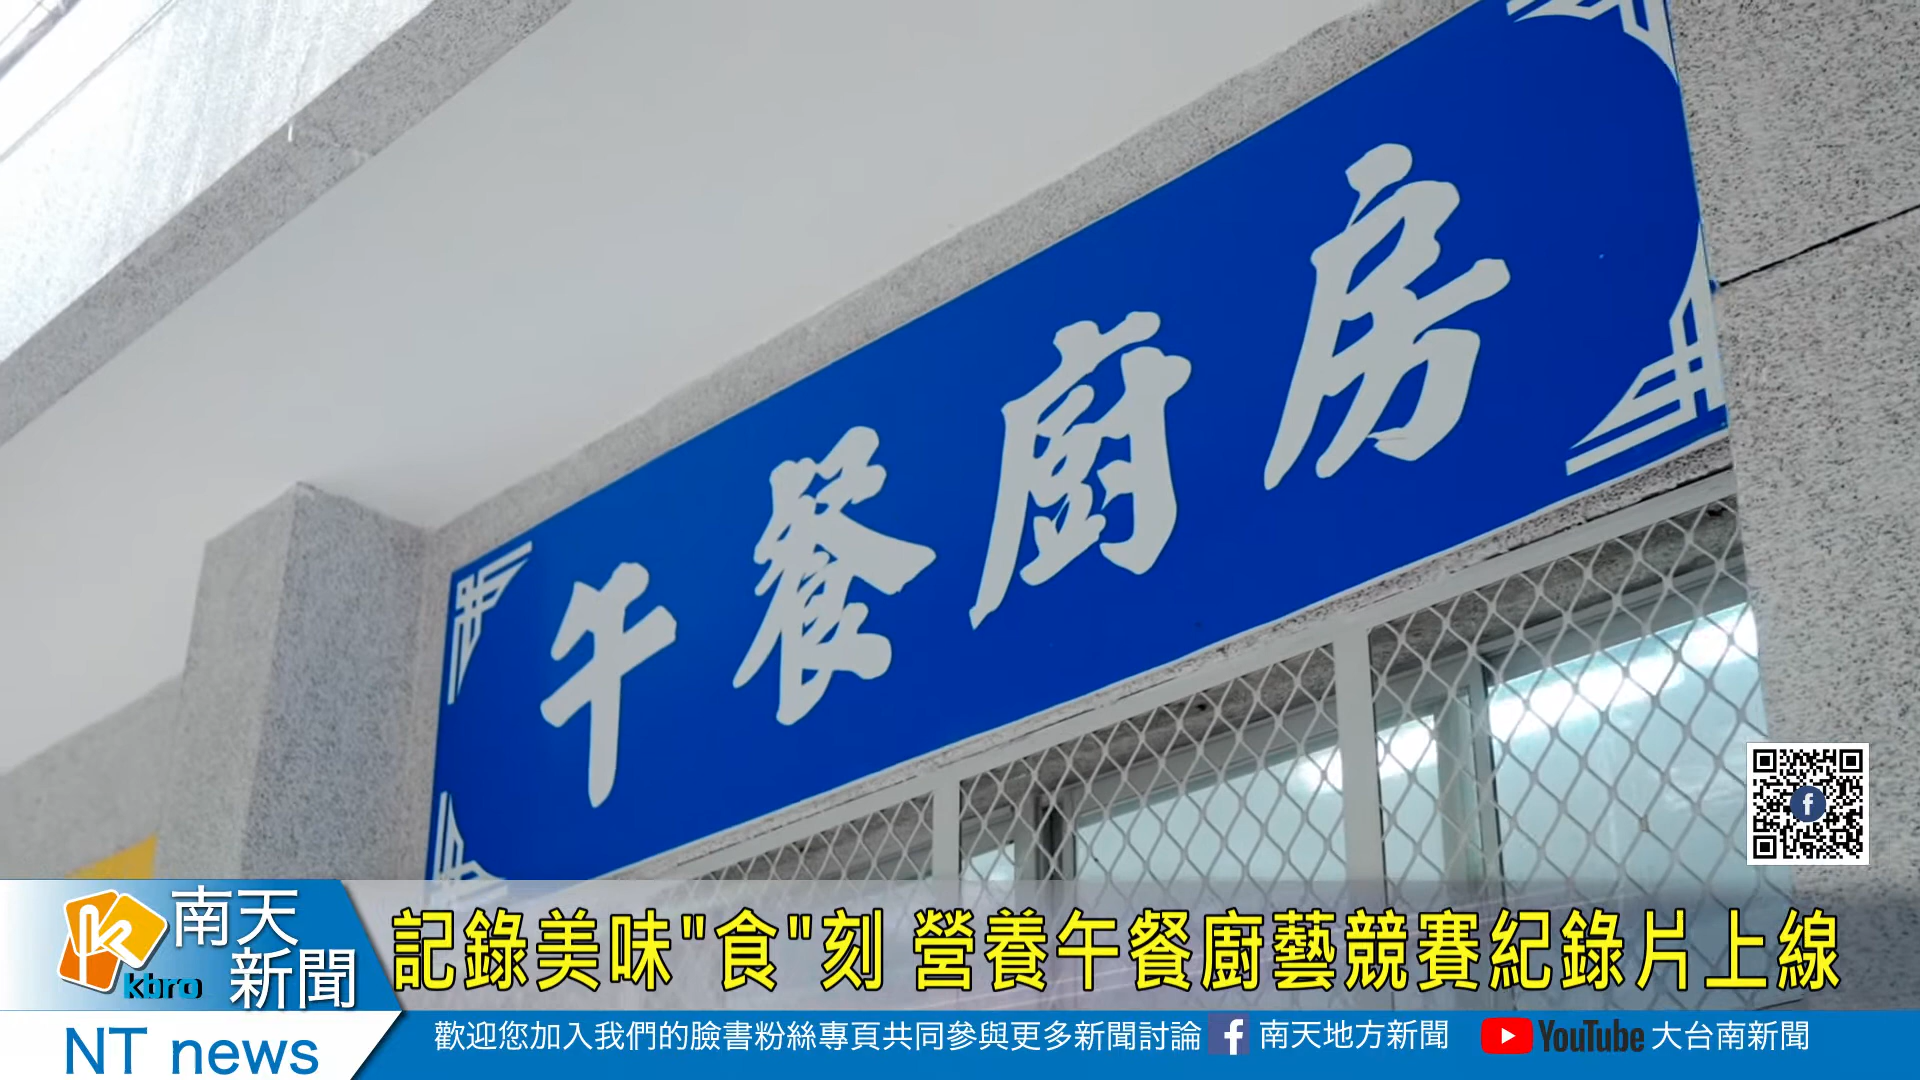 午餐廚房
kbro
南天
新聞
記錄美味"食"刻 營養午餐廚藝競賽紀錄片上線
NT news
歡迎您加入我們的臉書粉絲專頁共同參與更多新聞討論 f 南天地方新聞 YouTube 大台南新聞